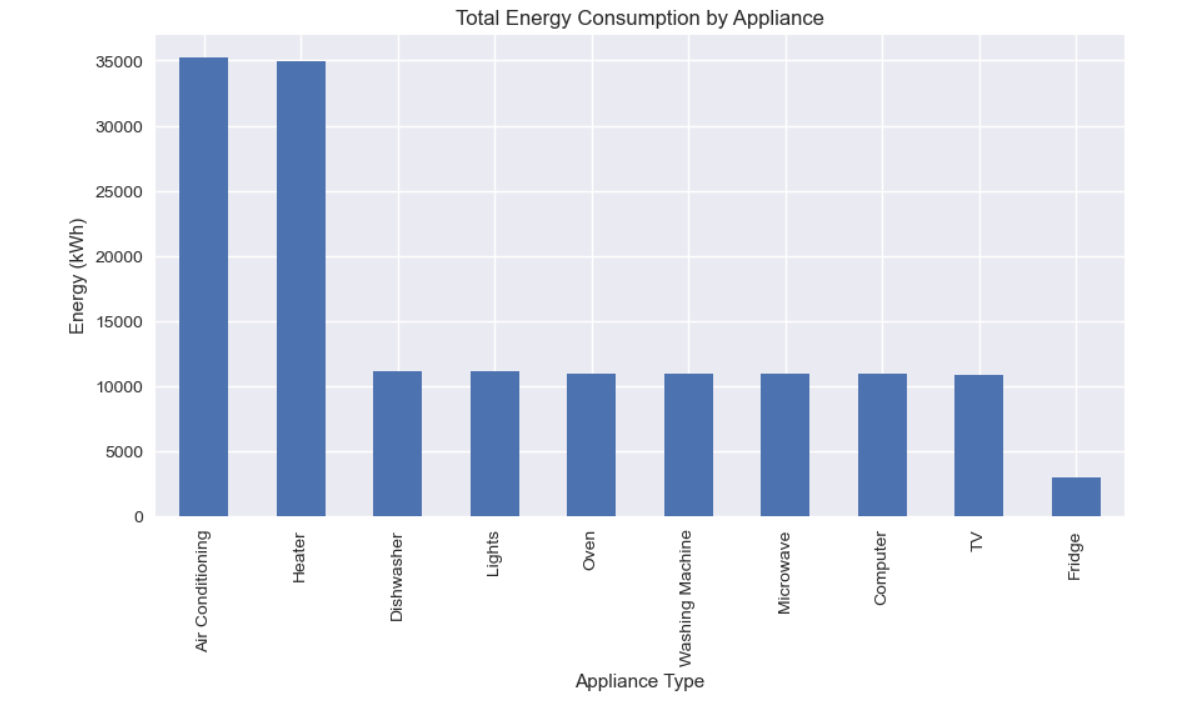 Total Energy Consumption by Appliance
35000
30000
25000
20000
15000
10000
5000
0
Energy (kWh)
Air Conditioning
Heater
Dishwasher
Lights
Oven
Washing Machine
Microwave
Computer
TV
Fridge
Appliance Type